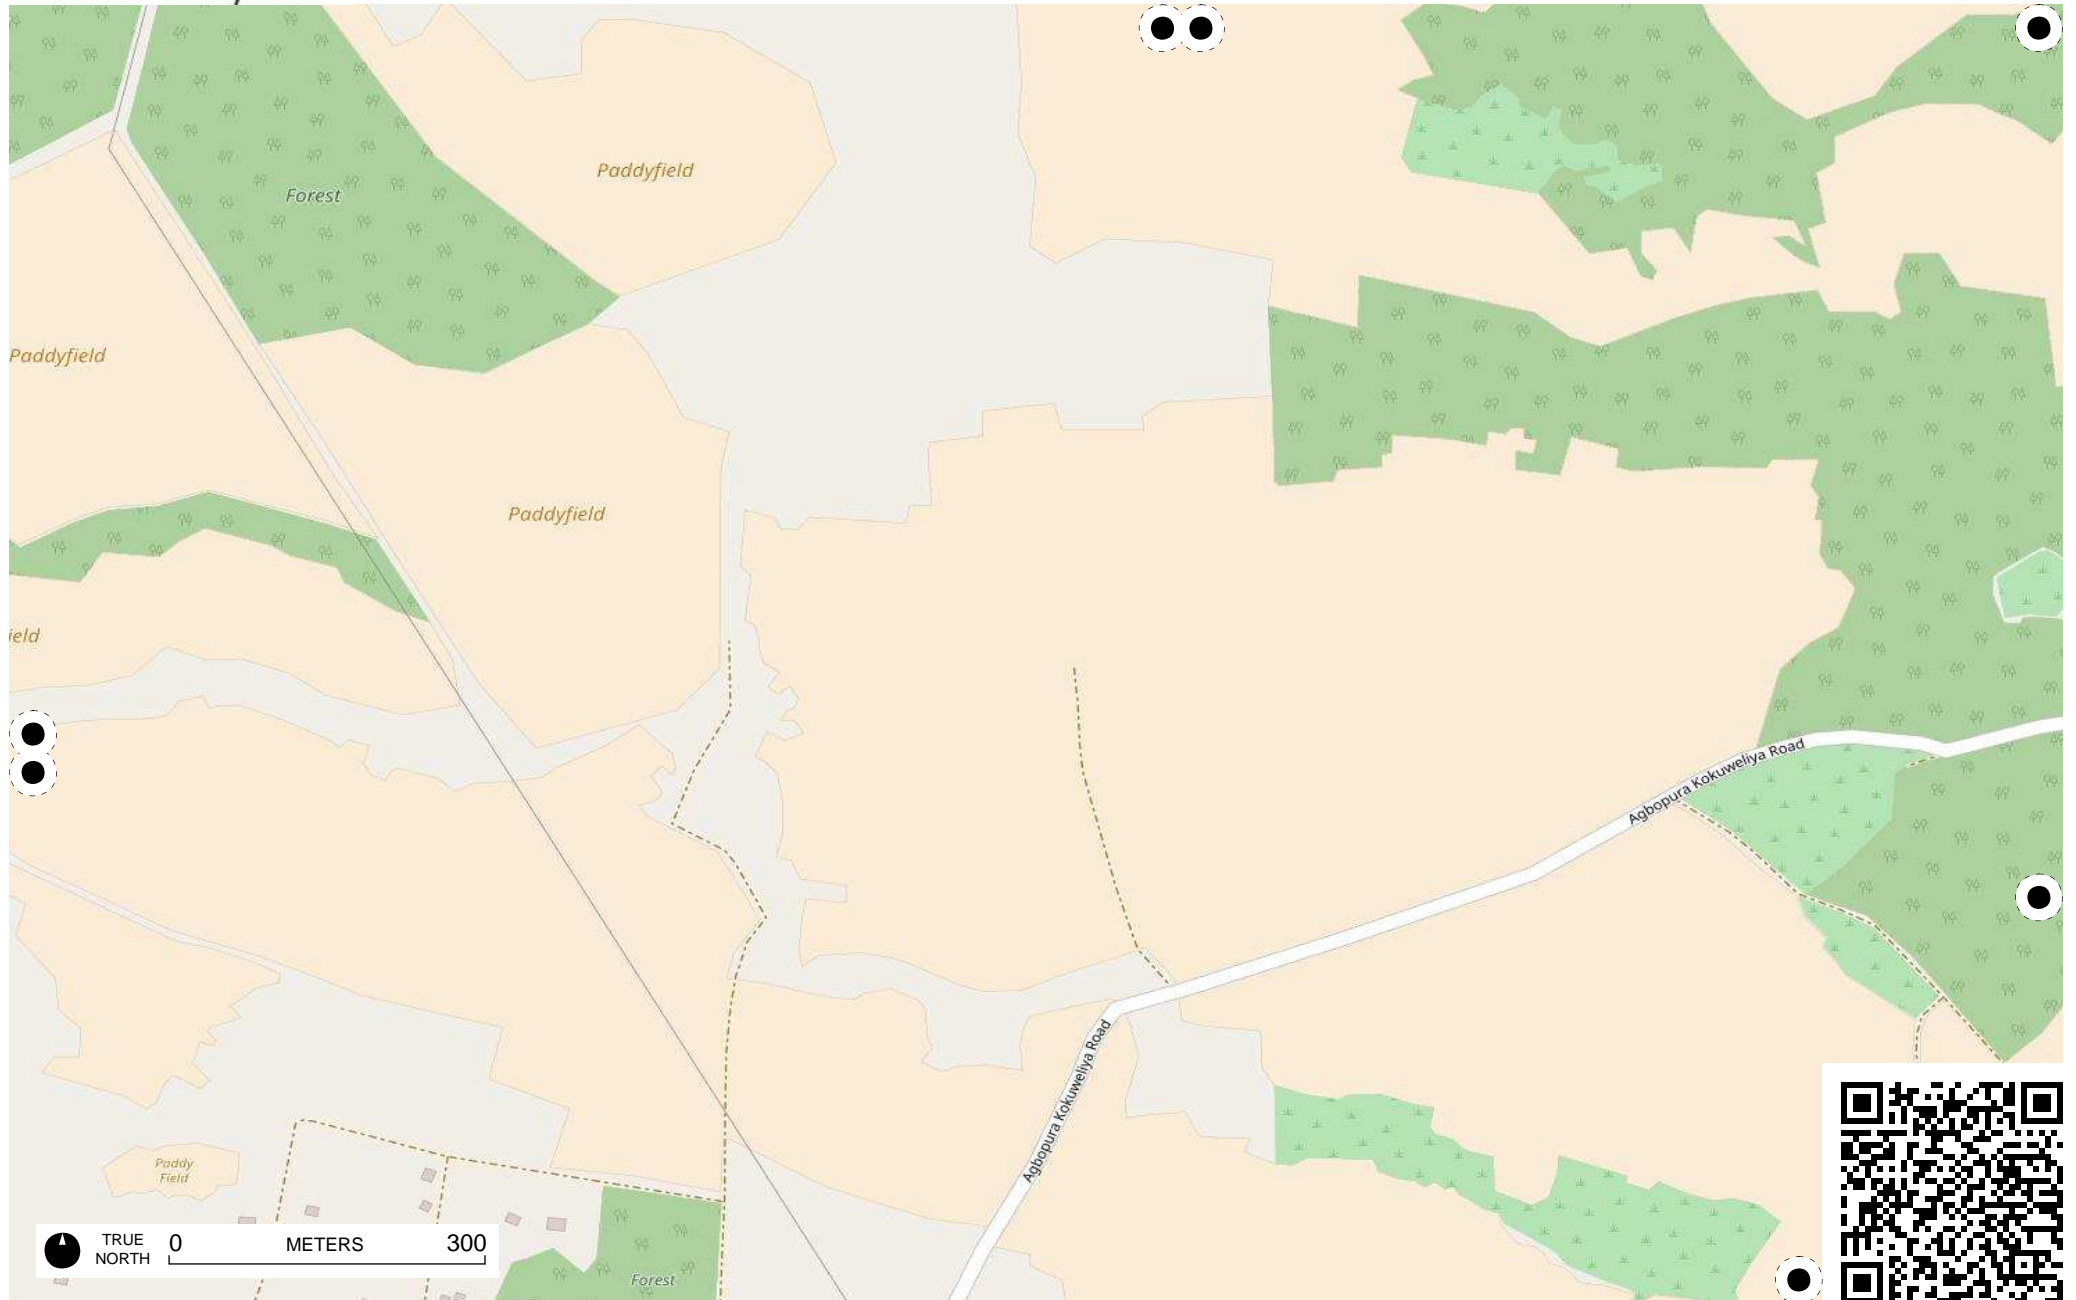 Paddyfield
Forest
Paddyfield
Paddyfield
ield
Agbopura Kokuweliya Road
Agbopura Kokuweliya Road
Paddy
Field
TRUE
NORTH
0 METERS 300
Forest